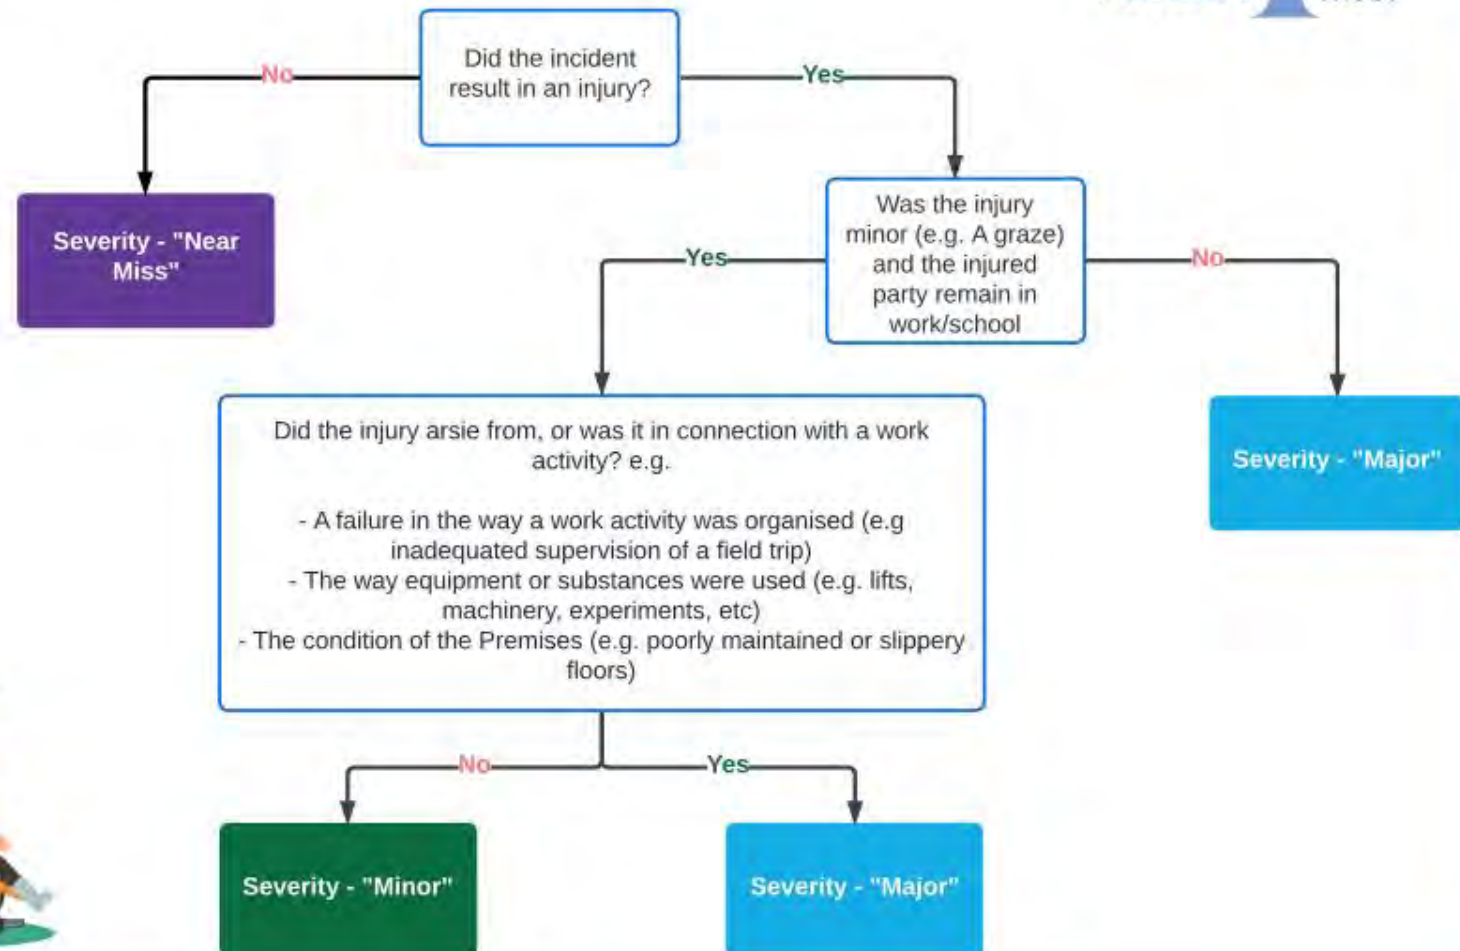 Did the incident
result in an injury?
No
Yes
Severity - "Near
Miss"
Was the injury
minor (e.g. A graze)
and the injured
party remain in
work/school
Yes
No
Did the injury arsie from, or was it in connection with a work
activity? e.g.
- A failure in the way a work activity was organised (e.g
inadequated supervision of a field trip)
- The way equipment or substances were used (e.g. lifts,
machinery, experiments, etc)
- The condition of the Premises (e.g. poorly maintained or slippery
floors)
Severity - "Major"
No
Yes
Severity - "Minor"
Severity - "Major"